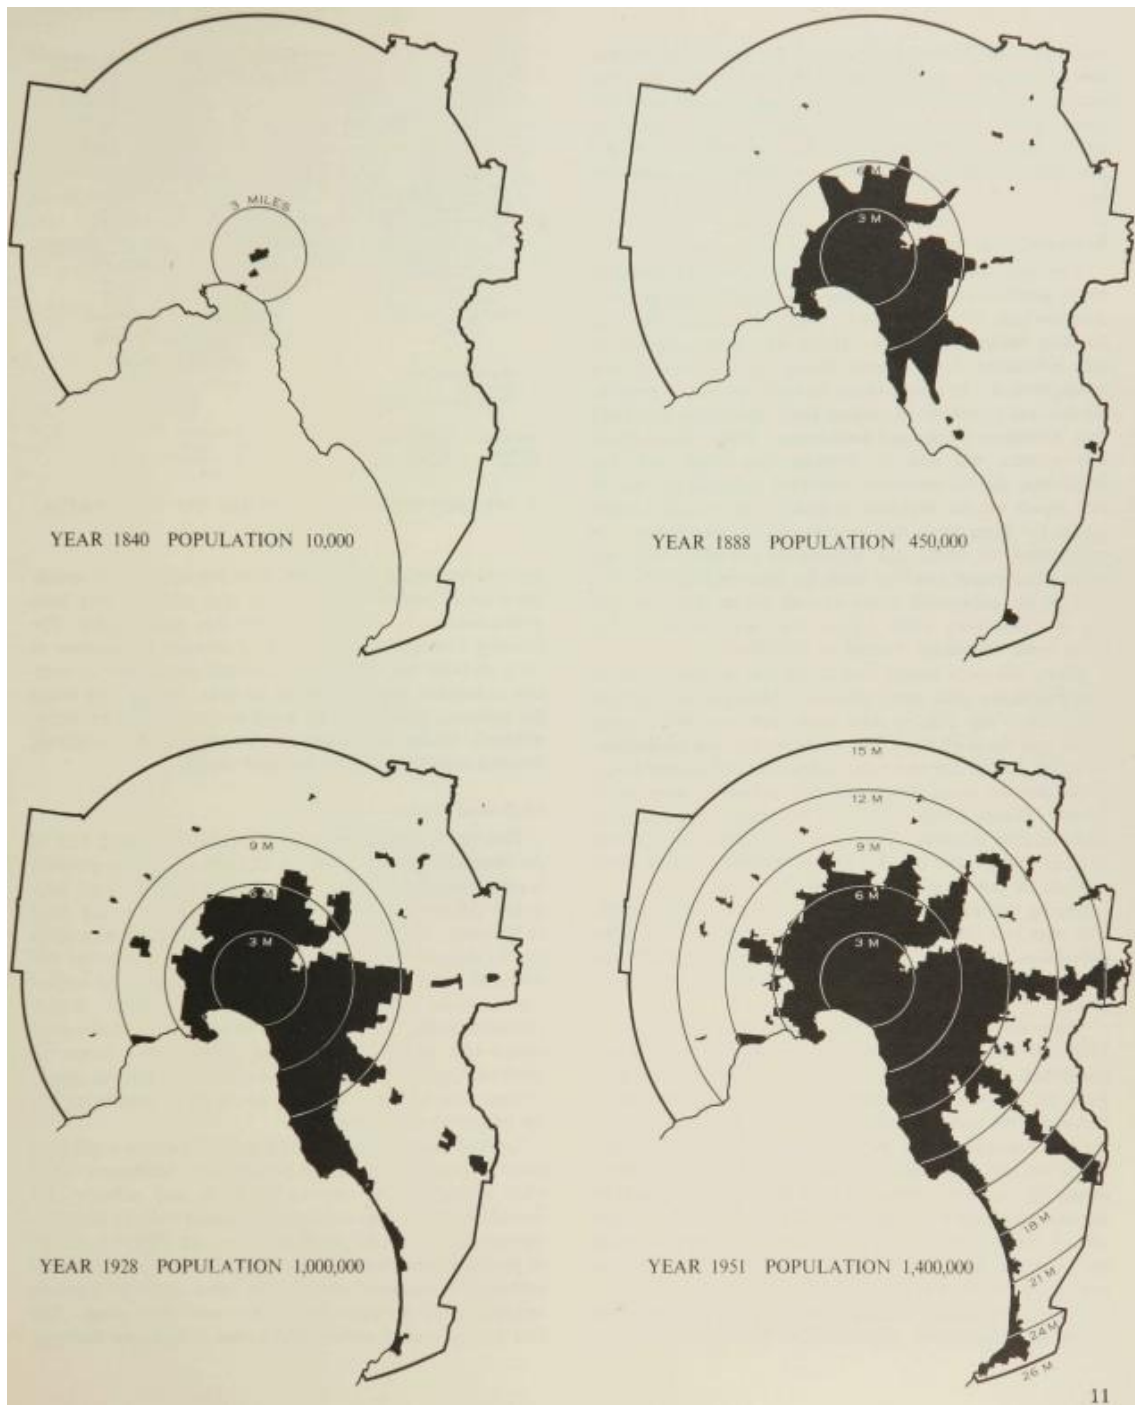 3 MILES
6 M
3 M
YEAR 1840 POPULATION 10,000
YEAR 1888 POPULATION 450,000
9 M
6 M
3 M
15 M
12 M
9 M
6 M
3 M
18 M
21 M
24 M
26 M
YEAR 1928 POPULATION 1,000,000
YEAR 1951 POPULATION 1,400,000
11